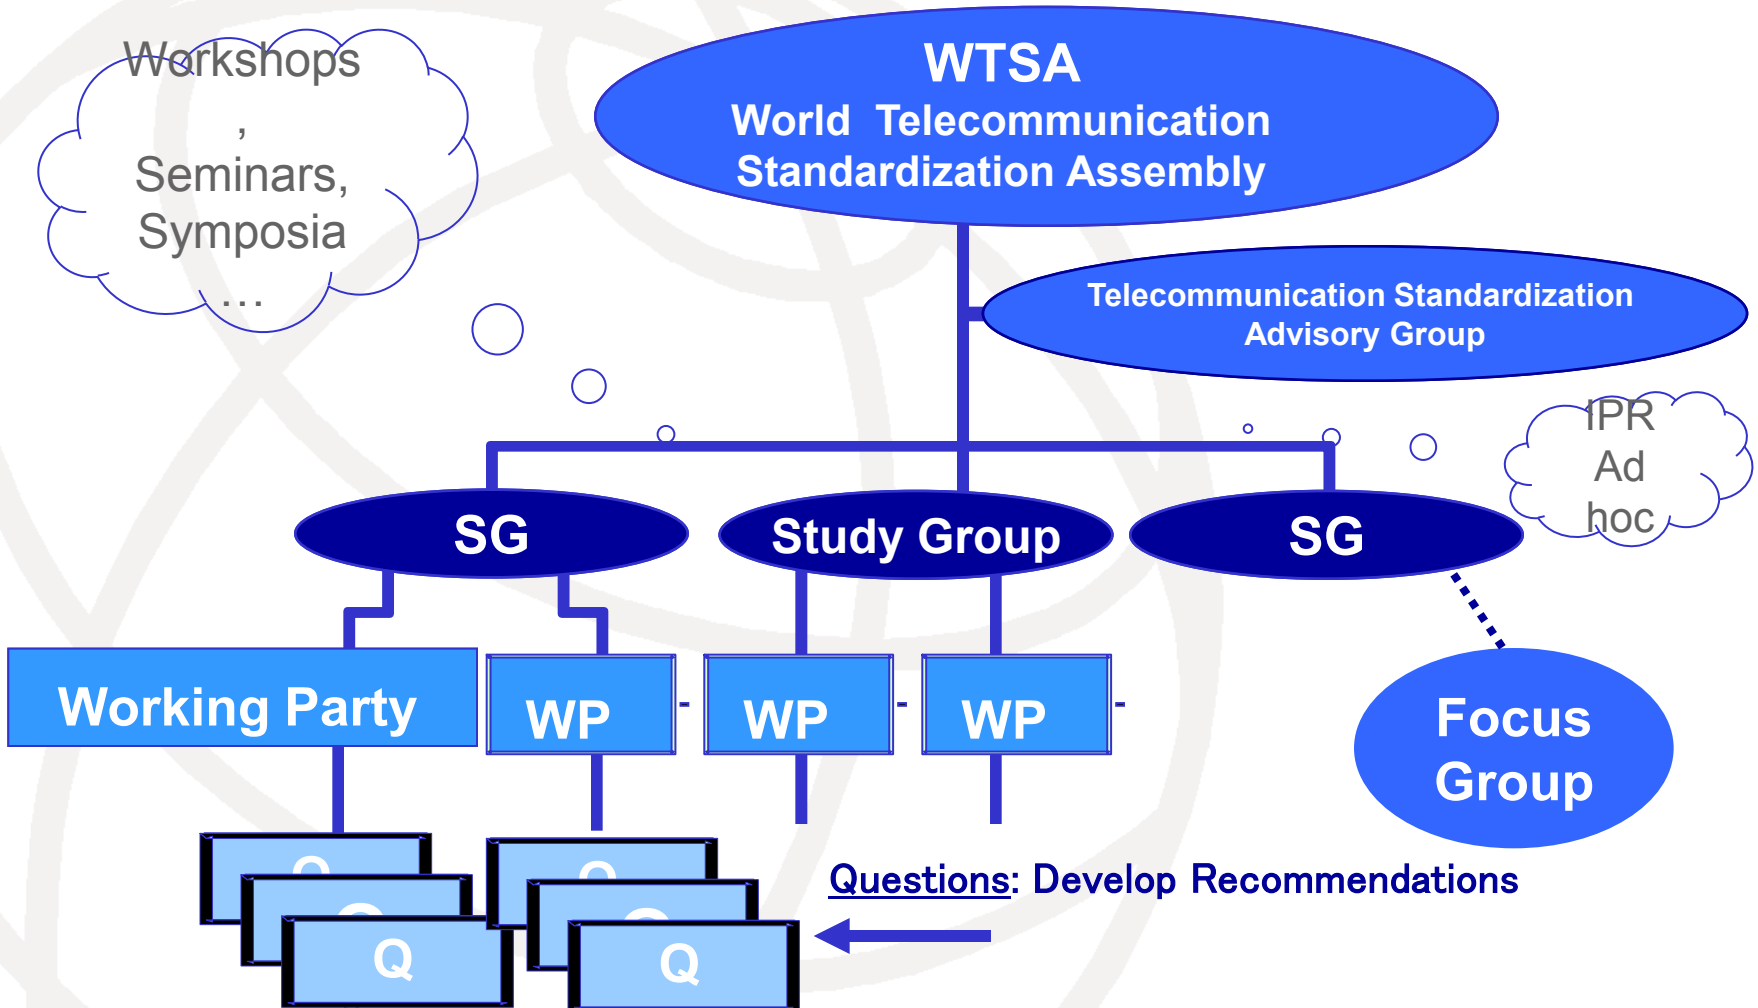 Workshops
,
Seminars,
Symposia
…
WTSA
World Telecommunication
Standardization Assembly
Telecommunication Standardization
Advisory Group
IPR
Ad
hoc
SG
Study Group
SG
Working Party
WP
WP
WP
Focus
Group
Q
Q
Q
Q
Q
Q
Questions: Develop Recommendations